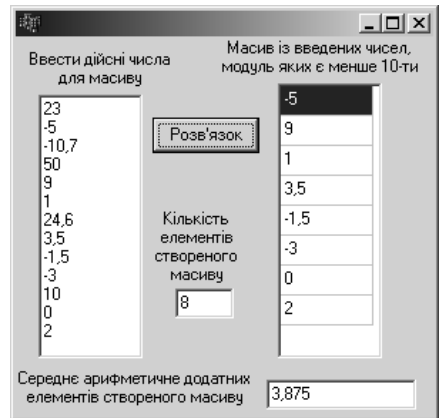 Ввести дійсні числа
для масиву
23
-5
-10,7
50
9
1
24,6
3,5
-1,5
-3
10
0
2
Розв'язок
Кількість
елементів
створеного
масиву
8
Масив із введених чисел,
модуль яких є менше 10-ти
-5
9
1
3,5
-1,5
-3
0
2
Середнє арифметичне додатних
елементів створеного масиву
3,875